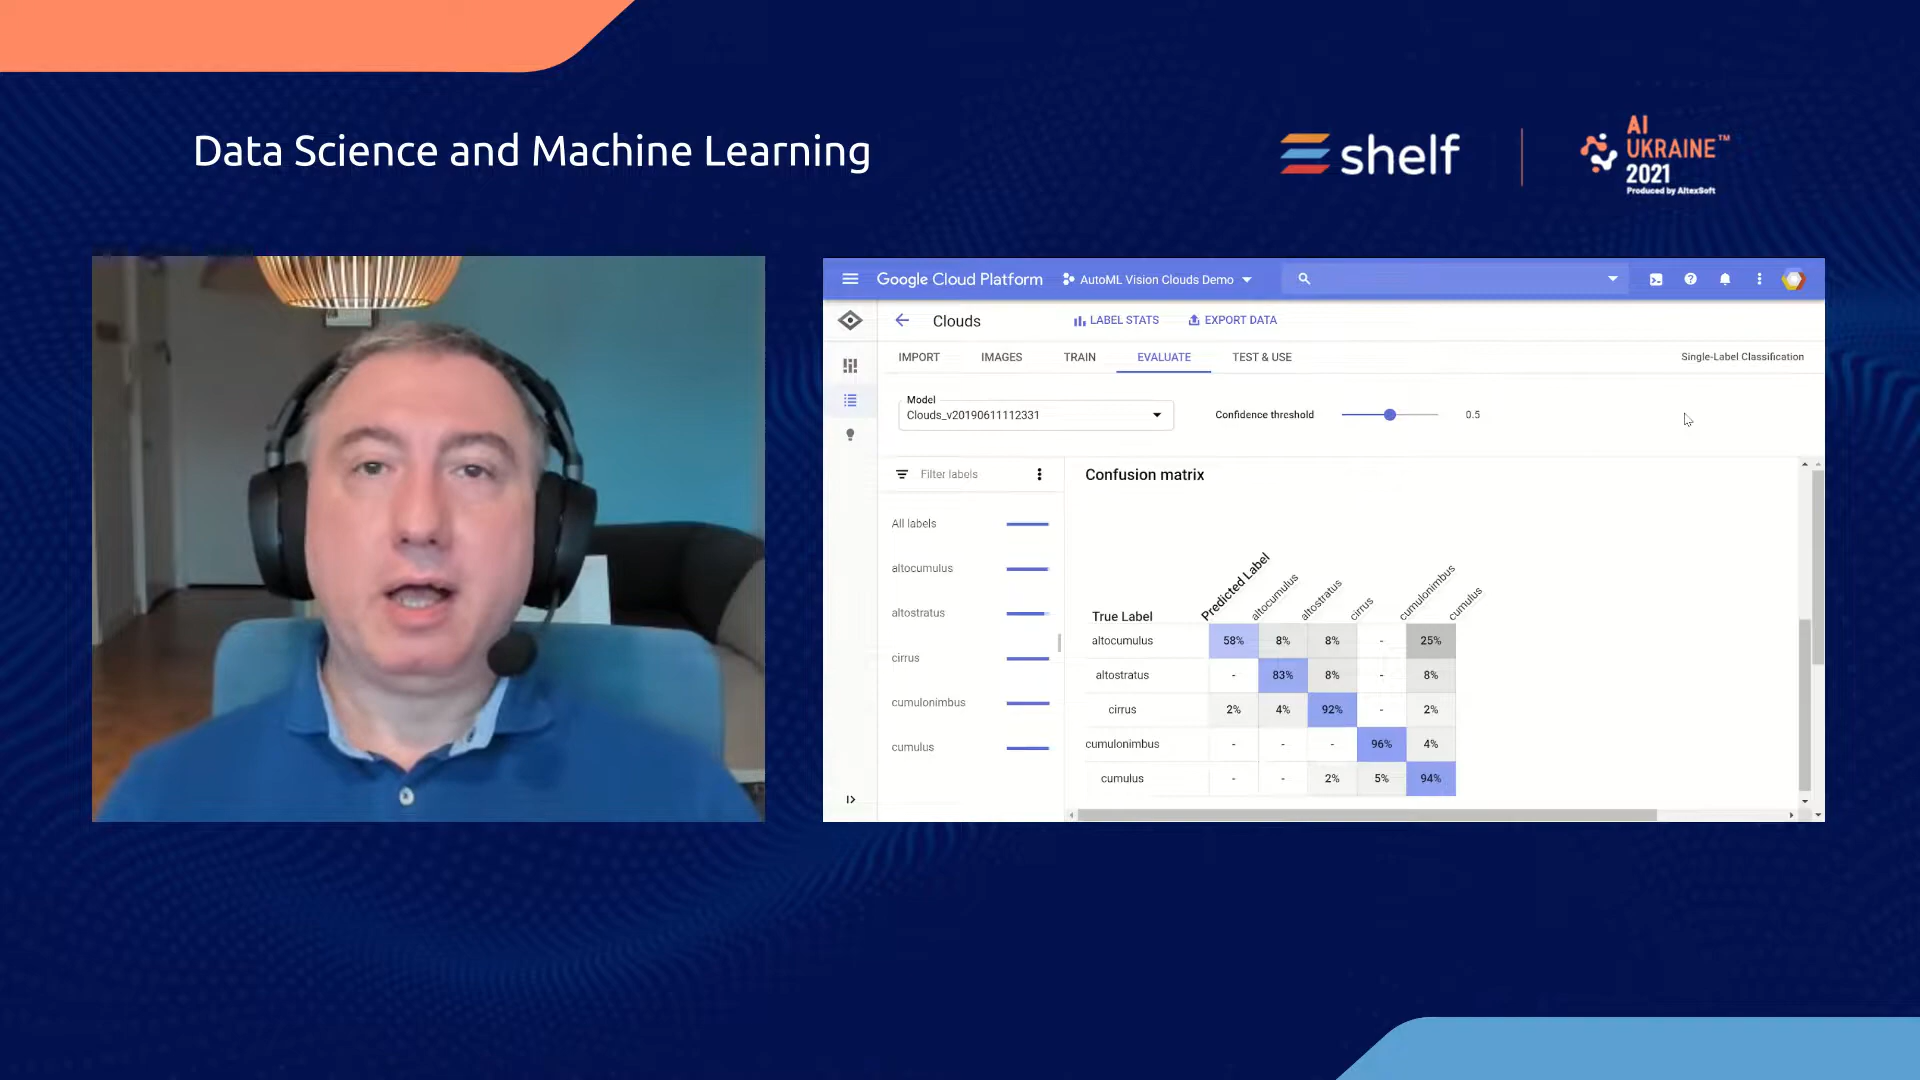 Data Science and Machine Learning
shelf
AI
UKRAINE™
2021
Produced by AltexSoft
Google Cloud Platform
AutoML Vision Clouds Demo
Clouds
LABEL STATS
EXPORT DATA
IMPORT
IMAGES
TRAIN
EVALUATE
TEST & USE
Single-Label Classification
Model
Clouds_v20190611112331
Confidence threshold
0.5
Filter labels
All labels
altocumulus
altostratus
cirrus
cumulonimbus
cumulus
Confusion matrix
True Label
Predicted Label
altocumulus
altostratus
cirrus
cumulonimbus
cumulus
altocumulus 58% 8% 8% - 25%
altostratus - 83% 8% - 8%
cirrus 2% 4% 92% - 2%
cumulonimbus - - - 96% 4%
cumulus - - 2% 5% 94%